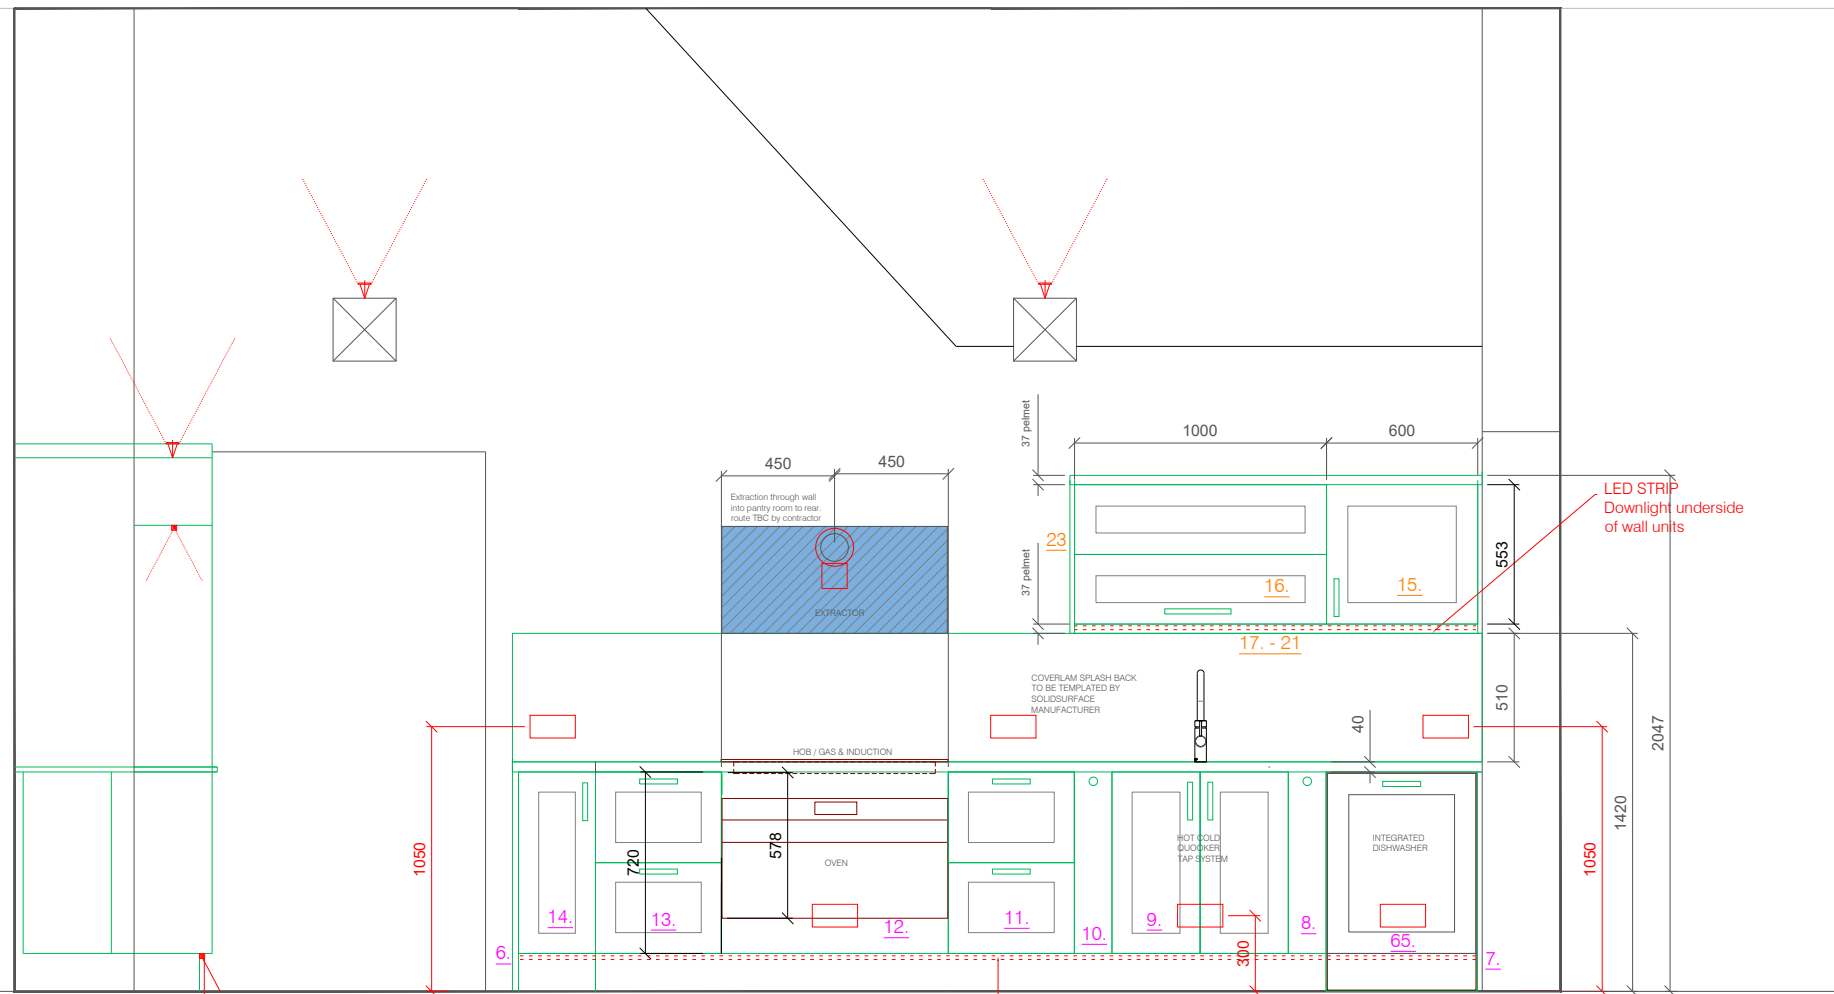 37 pelmet
1000
600
450
450
Extraction through wall
into pantry room to rear.
route TBC by contractor
LED STRIP
Downlight underside
of wall units
23
37 pelmet
553
16.
15.
EXTRACTOR
17. - 21
COVERLAM SPLASH BACK
TO BE TEMPLATED BY
SOLIDSURFACE
MANUFACTURER
510
40
2047
HOB / GAS & INDUCTION
1420
1050
720
578
OVEN
HOT COLD
QUOOKER
TAP SYSTEM
INTEGRATED
DISHWASHER
1050
14.
13.
12.
11.
10.
9.
8.
65.
6.
300
7.